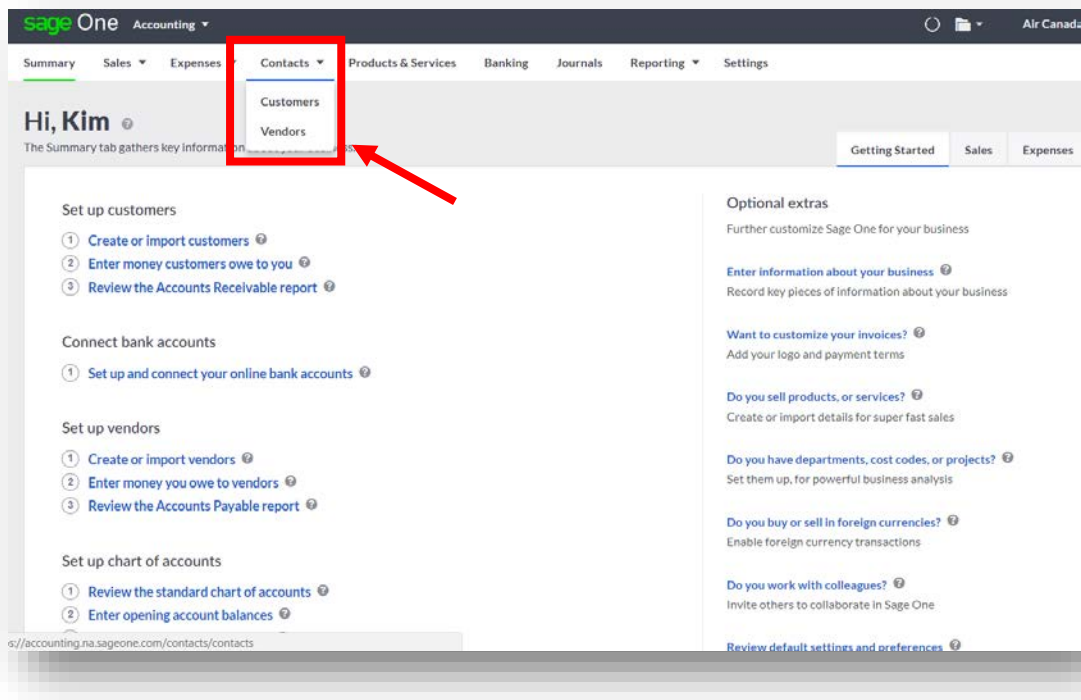 sage One Accounting
Air Canada
Summary Sales Expenses Contacts Products & Services Banking Journals Reporting Settings
Customers
Vendors
Hi, Kim
The Summary tab gathers key information
Getting Started Sales Expenses
Set up customers
1 Create or import customers
2 Enter money customers owe to you
3 Review the Accounts Receivable report
Connect bank accounts
1 Set up and connect your online bank accounts
Set up vendors
1 Create or import vendors
2 Enter money you owe to vendors
3 Review the Accounts Payable report
Set up chart of accounts
1 Review the standard chart of accounts
2 Enter opening account balances
s://accounting.na.sageone.com/contacts/contacts
Optional extras
Further customize Sage One for your business
Enter information about your business
Record key pieces of information about your business
Want to customize your invoices?
Add your logo and payment terms
Do you sell products, or services?
Create or import details for super fast sales
Do you have departments, cost codes, or projects?
Set them up, for powerful business analysis
Do you buy or sell in foreign currencies?
Enable foreign currency transactions
Do you work with colleagues?
Invite others to collaborate in Sage One
Review default settings and preferences